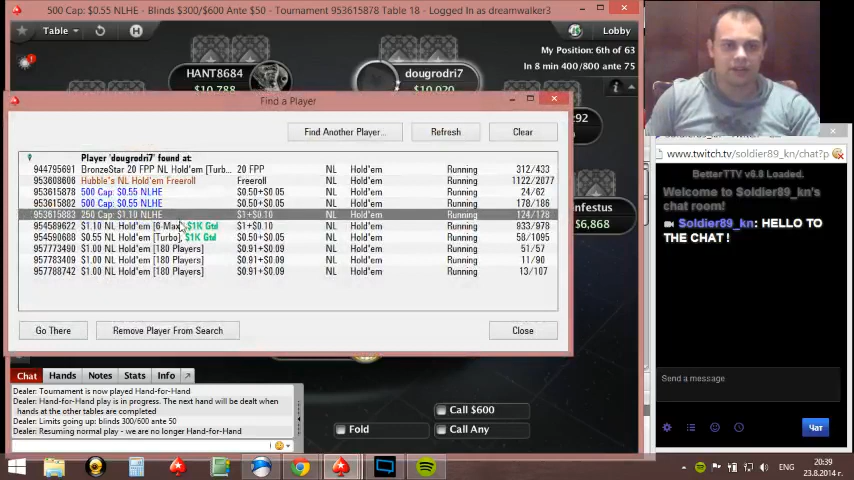 500 Cap: $0.55 NLHE - Blinds $300/$600 Ante $50 - Tournament 953615878 Table 18 - Logged In as dreamwalker3
Table
Lobby
My Position: 6th of 63
In 8 min 400/800 ante 75
HANT8684
$10,788
dougrodri7
$10,020
Find a Player
Find Another Player...
Refresh
Clear
Player 'dougrodri7' found at:
944795691 BronzeStar 20 FPP NL Hold'em [Turb... 20 FPP NL Hold'em Running 312/433
953608606 Hubble's NL Hold'em Freeroll Freeroll NL Hold'em Running 1122/2077
953615878 500 Cap: $0.55 NLHE $0.50+$0.05 NL Hold'em Running 24/62
953615882 500 Cap: $0.55 NLHE $0.50+$0.05 NL Hold'em Running 178/186
953615883 250 Cap: $1.10 NLHE $1+$0.10 NL Hold'em Running 124/178
954589622 $1.10 NL Hold'em [6-Max], $1K Gtd $1+$0.10 NL Hold'em Running 933/978
954590688 $0.55 NL Hold'em [Turbo], $1K Gtd $0.50+$0.05 NL Hold'em Running 58/1095
957773490 $1.00 NL Hold'em [180 Players] $0.91+$0.09 NL Hold'em Running 51/57
957783409 $1.00 NL Hold'em [180 Players] $0.91+$0.09 NL Hold'em Running 11/90
957788742 $1.00 NL Hold'em [180 Players] $0.91+$0.09 NL Hold'em Running 13/107
Go There
Remove Player From Search
Close
292
nfestus
$6,868
Chat Hands Notes Stats Info
Dealer: Tournament is now played Hand-for-Hand
Dealer: Hand-for-Hand play is in progress. The next hand will be dealt when
hands at the other tables are completed
Dealer: Limits going up: blinds 300/600 ante 50
Dealer: Resuming normal play - we are no longer Hand-for-Hand
Call $600
Fold
Call Any
www.twitch.tv/soldier89_kn/chat?p
BetterTTV v6.8 Loaded.
Welcome to Soldier89_kn's
chat room!
Soldier89_kn: HELLO TO
THE CHAT !
Send a message
Чат
ENG
20:39
23.8.2014 г.